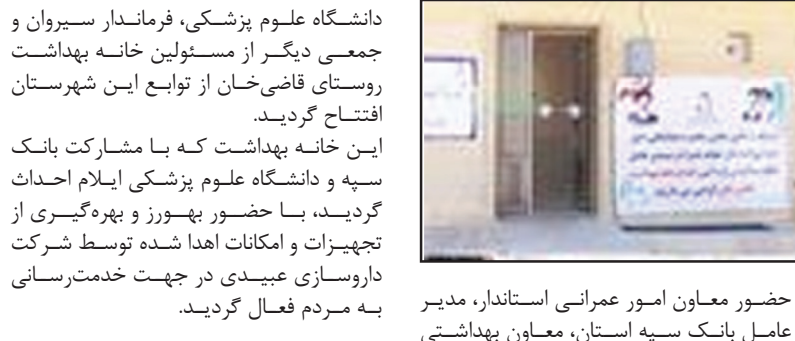 حضور معاون امور عمرانی استاندار، مدیر
عامل بانک سپه استان، معاون بهداشتی
دانشگاه علوم پزشکی، فرماندار سیروان و
جمعی دیگر از مسئولین خانه بهداشت
روستای قاضی‌خان از توابع این شهرستان
افتتاح گردید.
این خانه بهداشت که با مشارکت بانک
سپه و دانشگاه علوم پزشکی ایلام احداث
گردید، با حضور بهورز و بهره‌گیری از
تجهیزات و امکانات اهدا شده توسط شرکت
داروسازی عبیدی در جهت خدمت‌رسانی
به مردم فعال گردید.